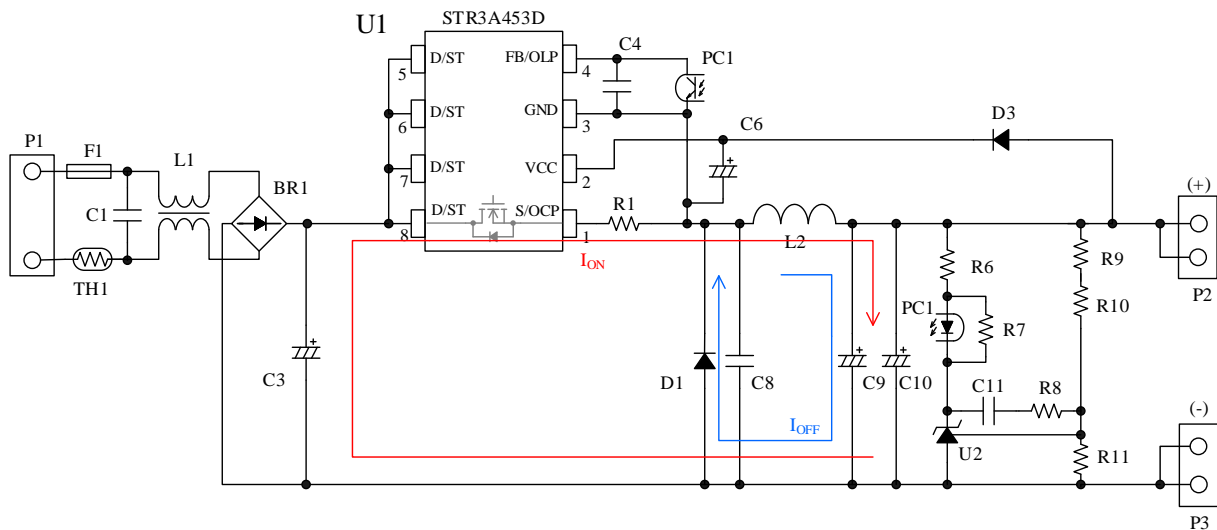 U1
STR3A453D
D/ST
5
D/ST
6
D/ST
7
D/ST
8
FB/OLP
4
GND
3
VCC
2
S/OCP
1
C4
PC1
C6
D3
P1
F1
L1
C1
TH1
BR1
C3
R1
I_ON
D1
C8
L2
I_OFF
C9
C10
R6
PC1
R7
C11
R8
U2
R9
R10
R11
(+)
+
+
+
+
P2
(-)
P3